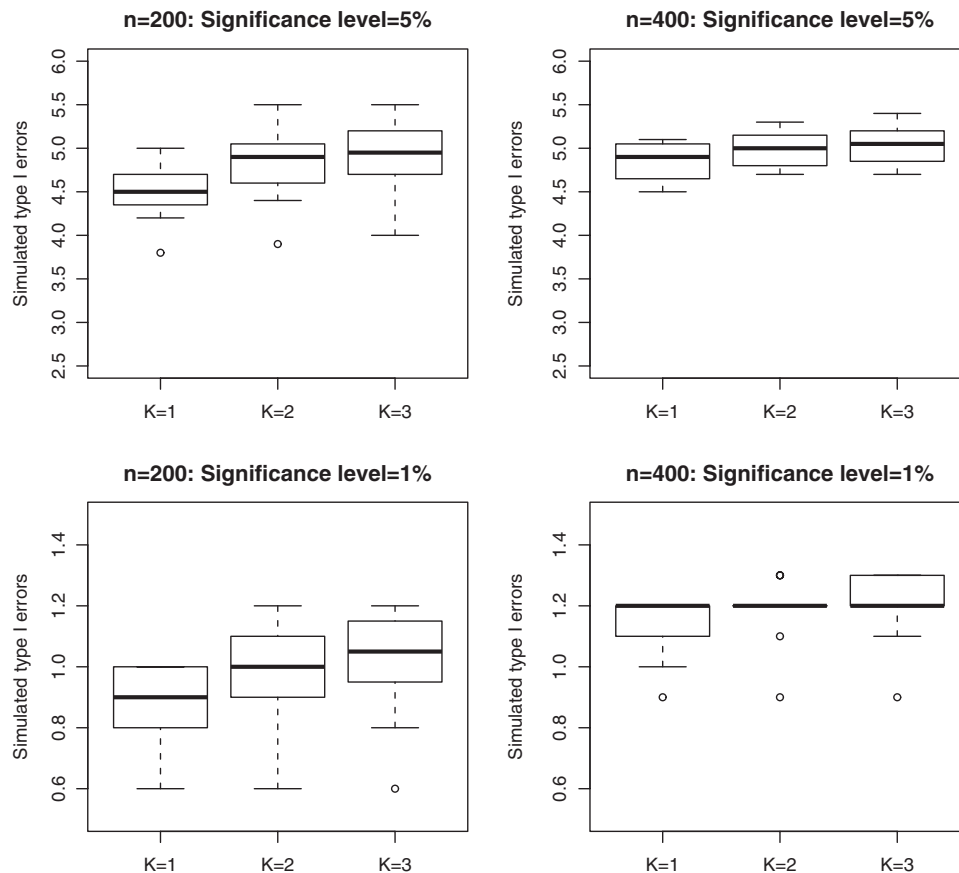 n=200: Significance level=5%
Simulated type I errors
6.0
5.5
5.0
4.5
4.0
3.5
3.0
2.5
K=1
K=2
K=3
n=400: Significance level=5%
Simulated type I errors
6.0
5.5
5.0
4.5
4.0
3.5
3.0
2.5
K=1
K=2
K=3
n=200: Significance level=1%
Simulated type I errors
1.4
1.2
1.0
0.8
0.6
K=1
K=2
K=3
n=400: Significance level=1%
Simulated type I errors
1.4
1.2
1.0
0.8
0.6
K=1
K=2
K=3